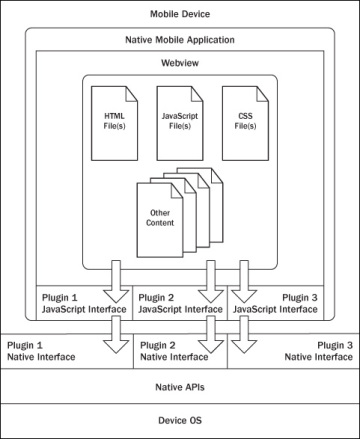 Mobile Device
Native Mobile Application
Webview
HTML
File(s)
JavaScript
File(s)
CSS
File(s)
Other
Content
Plugin 1
JavaScript Interface
Plugin 2
JavaScript Interface
Plugin 3
JavaScript Interface
Plugin 1
Native Interface
Plugin 2
Native Interface
Plugin 3
Native Interface
Native APIs
Device OS